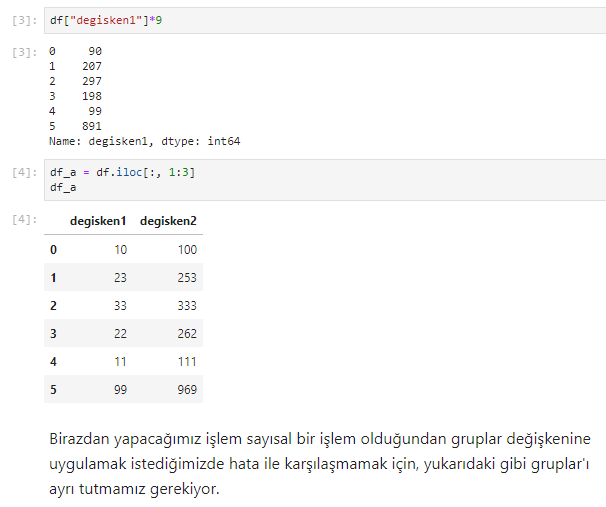 [3]: df["degisken1"]*9
[3]: 0     90
1    207
2    297
3    198
4     99
5    891
Name: degisken1, dtype: int64
[4]: df_a = df.iloc[:, 1:3]
df_a
[4]: degisken1 degisken2
0 10 100
1 23 253
2 33 333
3 22 262
4 11 111
5 99 969
Birazdan yapacağımız işlem sayısal bir işlem olduğundan gruplar değişkenine
uygulamak istediğimizde hata ile karşılaşmamak için, yukarıdaki gibi gruplar'ı
ayrı tutmamız gerekiyor.